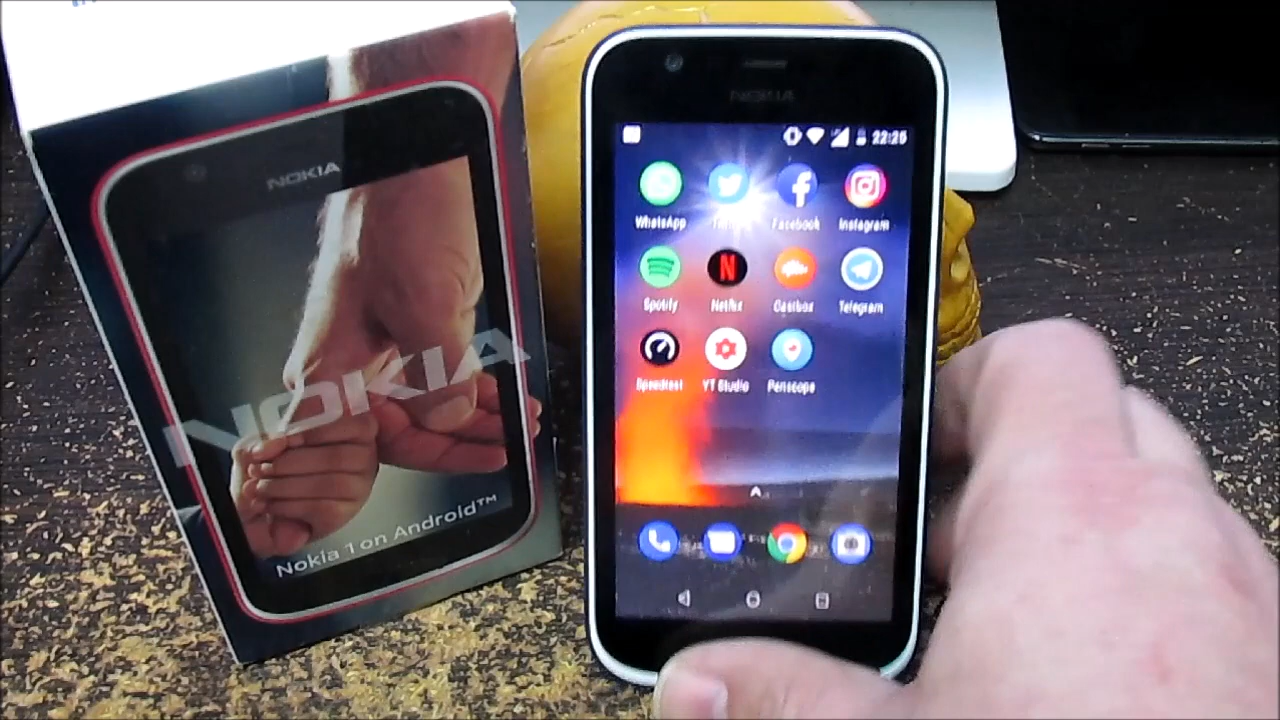 NOKIA
NOKIA
Nokia 1 on Android™
NOKIA
22:25
WhatsApp
Facebook
Instagram
Spotify
Netflix
Castbox
Telegram
Speedtest
YT Studio
Periscope